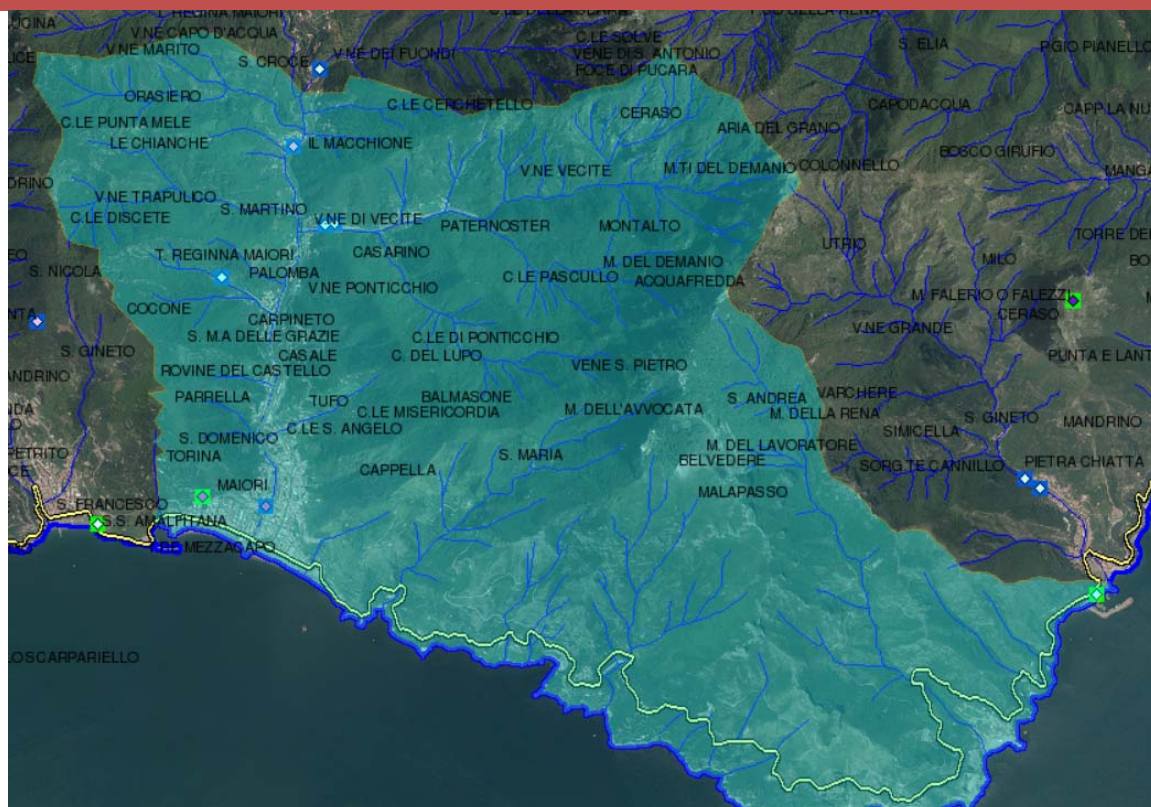 T. REGINA MAIORI
V.NE CAPO D'ACQUA
V.NE MARITO
S. CROCE
V.NE DEI FUONDI
C.LE SOLVE
VENE DI S. ANTONIO
FOCE DI PUCARA
S. ELIA
P.GIO PIANELLO
ORASIERO
C.LE CERCHETELLO
CERASO
CAPODACQUA
C.LE PUNTA MELE
ARIA DEL GRANO
LE CHIANCHE
IL MACCHIONE
BOSCO GIRUFIO
V.NE VECITE
M.TI DEL DEMANIO
COLONNELLO
V.NE TRAPULICO
C.LE DISCETE
S. MARTINO
V.NE DI VECITE
PATERNOSTER
MONTALTO
UTRIO
T. REGINNA MAIORI
CASARINO
S. NICOLA
PALOMBA
V.NE PONTICCHIO
C.LE PASCULLO
M. DEL DEMANIO
ACQUAFREDDA
MILO
COCONE
CARPINETO
M. FALERIO O FALEZZI
CERASO
S. M.A DELLE GRAZIE
C.LE DI PONTICCHIO
V.NE GRANDE
S. GINETO
CASALE
C. DEL LUPO
VENE S. PIETRO
ROVINE DEL CASTELLO
PARRELLA
TUFO
BALMASONE
C.LE MISERICORDIA
M. DELL'AVVOCATA
S. ANDREA
VARCHERE
M. DELLA RENA
S. GINETO
MANDRINO
C.LE S. ANGELO
SIMICELLA
S. DOMENICO
TORINA
CAPPELLA
S. MARIA
M. DEL LAVORATORE
BELVEDERE
SORG.TE CANNILLO
PIETRA CHIATTA
MAIORI
MALAPASSO
S. FRANCESCO
S.S. AMALFITANA